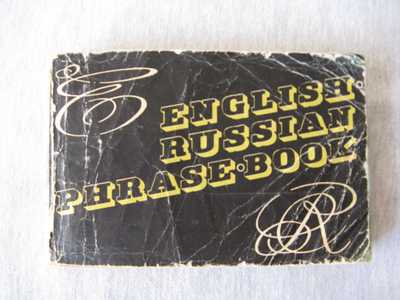 E
ENGLISH
RUSSIAN
PHRASE·BOOK
R